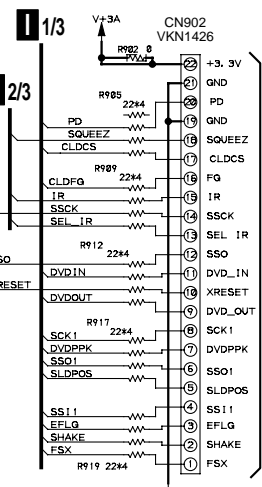 I 1/3
V+3A
CN902
VKN1426
R902 0
22 +3. 3V
21 GND
2/3
R905
22*4
20 PD
PD
19 GND
SQUEEZ
18 SQUEEZ
CLDCS
17 CLDCS
R909
22*4
16 FG
CLDFG
IR
15 IR
SSCK
14 SSCK
SEL_IR
13 SEL IR
R912
22*4
SO
12 SSO
DVDIN
11 DVD_IN
RESET
10 XRESET
DVDOUT
9 DVD_OUT
R917
22*4
8 SCK1
SCK1
DVDPPK
7 DVDPPK
SSO1
6 SSO1
SLDPOS
5 SLDPOS
SSI1
4 SSI1
EFLG
3 EFLG
SHAKE
2 SHAKE
FSX
1 FSX
R919 22*4